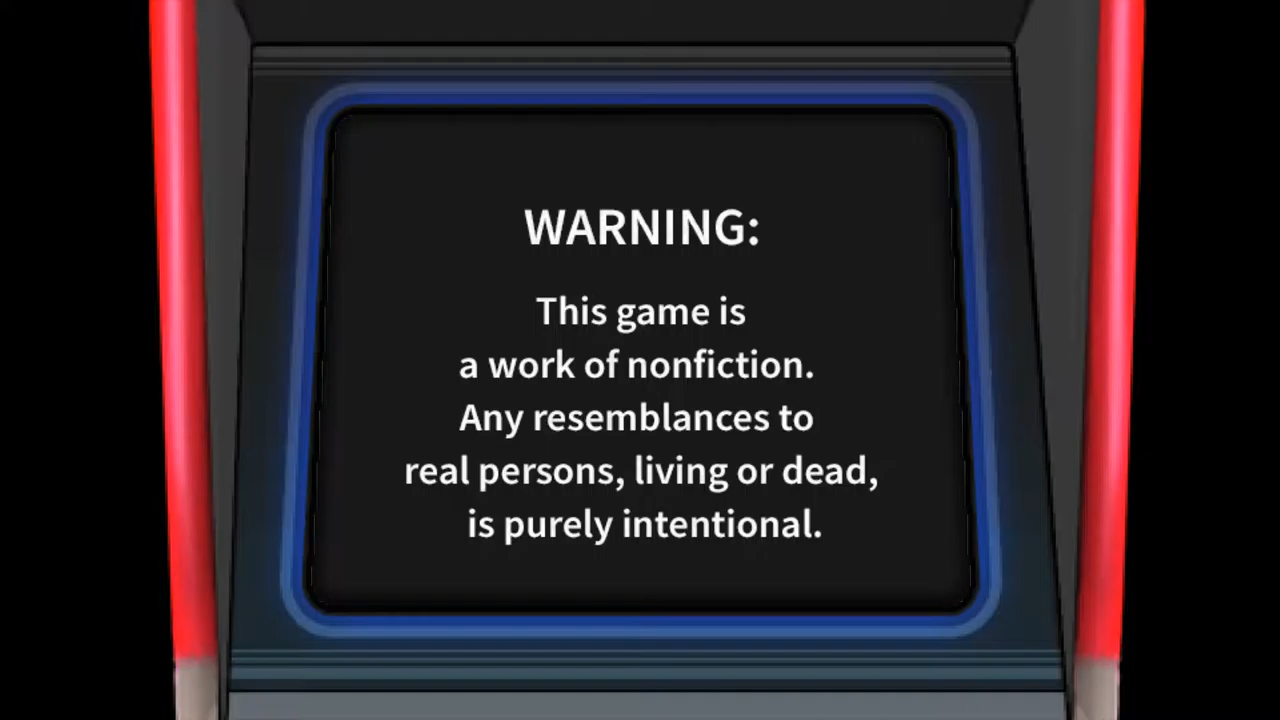 WARNING:
This game is
a work of nonfiction.
Any resemblances to
real persons, living or dead,
is purely intentional.